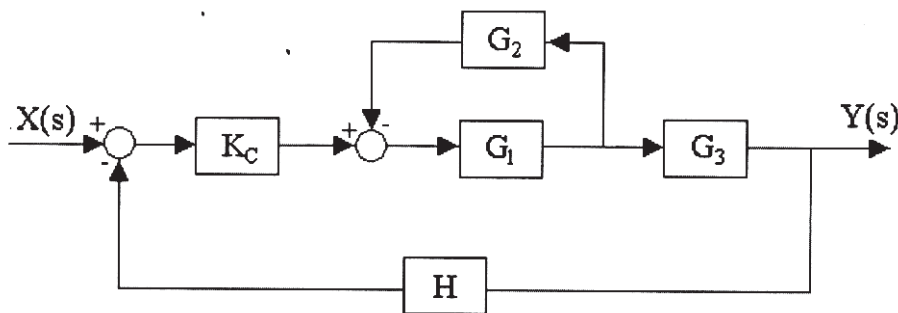 G2
X(s) + - + - Y(s)
KC G1 G3
-
H